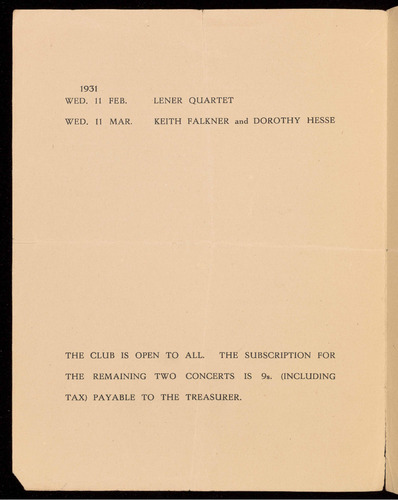 1931
WED. 11 FEB. LENER QUARTET
WED. 11 MAR. KEITH FALKNER and DOROTHY HESSE
THE CLUB IS OPEN TO ALL. THE SUBSCRIPTION FOR
THE REMAINING TWO CONCERTS IS 9s. (INCLUDING
TAX) PAYABLE TO THE TREASURER.